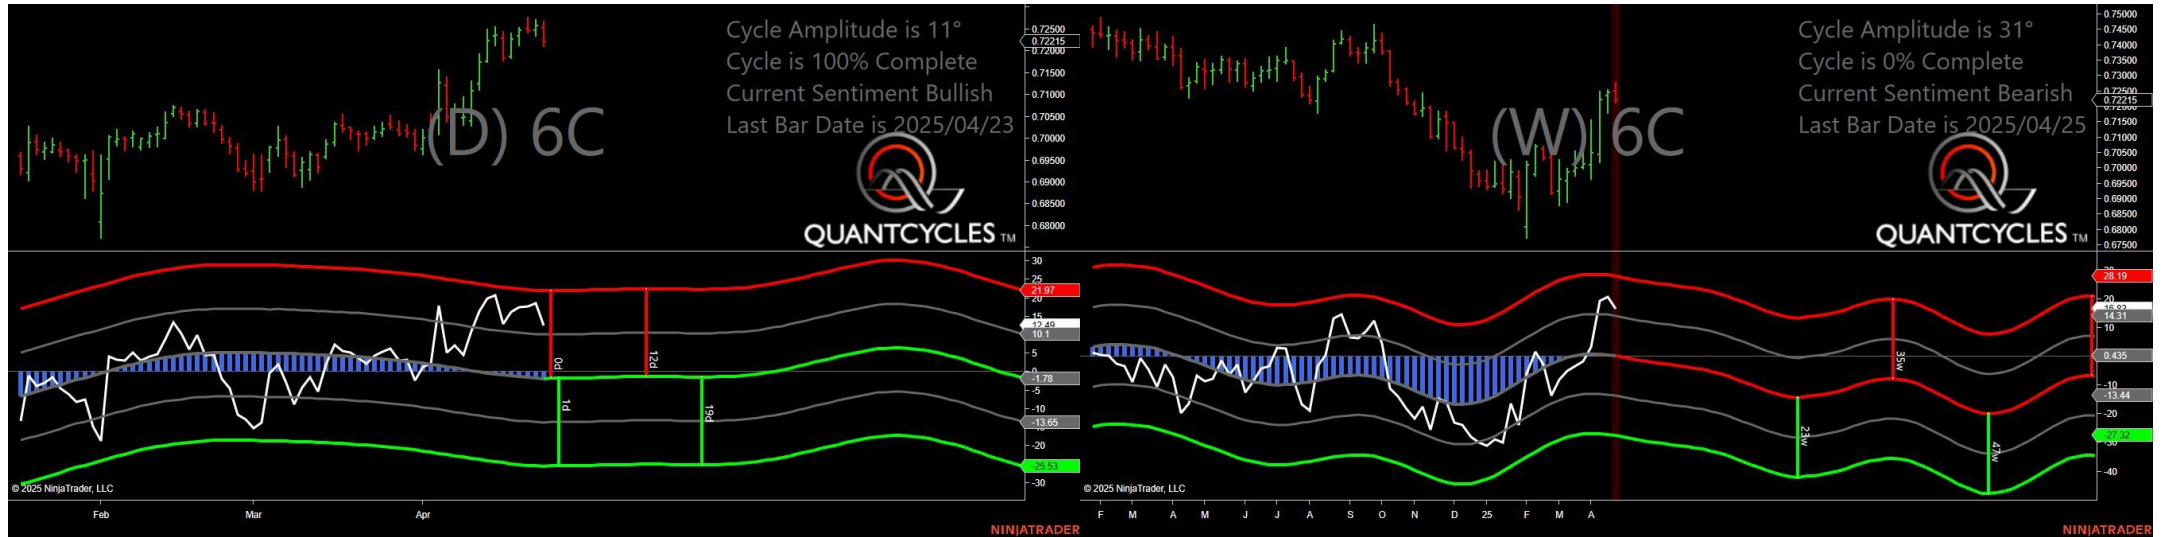 Cycle Amplitude is 11°
Cycle is 100% Complete
Current Sentiment Bullish
Last Bar Date is 2025/04/23
(D) 6C
QUANTCYCLES TM
0.72500
0.72215
0.72000
0.71500
0.71000
0.70500
0.70000
0.69500
0.69000
0.68500
0.68000
30
25
21.97
20
15
12.49
10.1
5
0
-1.78
-5
-10
-13.65
-20
-25.53
-30
0d
12d
1d
19d
© 2025 NinjaTrader, LLC
Feb
Mar
Apr
NINJATRADER
Cycle Amplitude is 31°
Cycle is 0% Complete
Current Sentiment Bearish
Last Bar Date is 2025/04/25
(W) 6C
QUANTCYCLES TM
0.75000
0.74500
0.74000
0.73500
0.73000
0.72500
0.72215
0.71500
0.71000
0.70500
0.70000
0.69500
0.69000
0.68500
0.68000
0.67500
28.19
20
16.83
14.31
10
0.435
-10
-13.44
-20
-27.32
-40
35w
23w
47w
© 2025 NinjaTrader, LLC
F
M
A
M
J
J
A
S
O
N
D
25
F
M
A
NINJATRADER